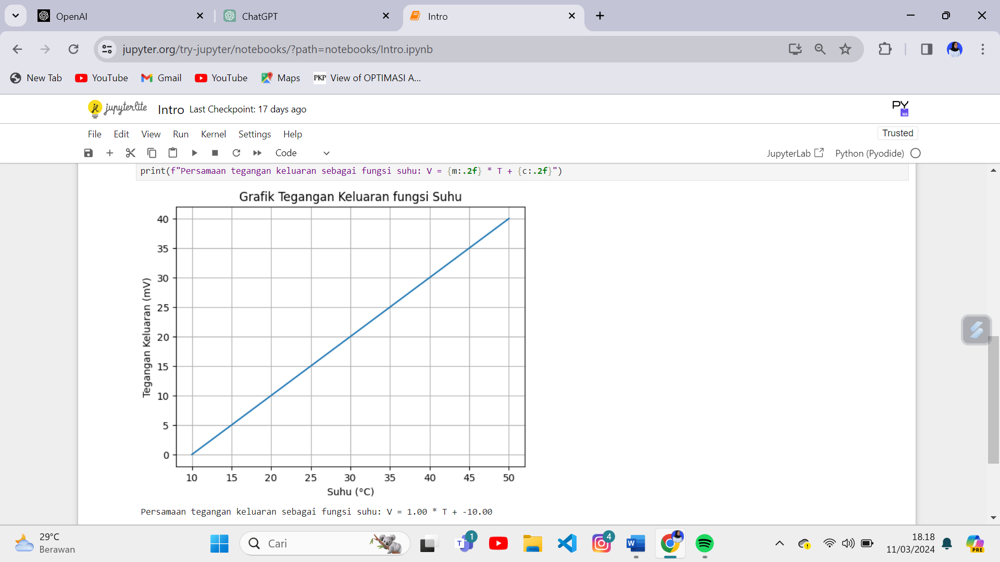 OpenAI
ChatGPT
Intro
jupyter.org/try-jupyter/notebooks/?path=notebooks/Intro.ipynb
New Tab
YouTube
Gmail
YouTube
Maps
PKP View of OPTIMASI A...
jupyterlite
Intro Last Checkpoint: 17 days ago
PY
WA
File Edit View Run Kernel Settings Help
Trusted
Code
JupyterLab
Python (Pyodide)
print(f"Persamaan tegangan keluaran sebagai fungsi suhu: V = {m:.2f} * T + {c:.2f}")
Grafik Tegangan Keluaran fungsi Suhu
Tegangan Keluaran (mV)
40
35
30
25
20
15
10
5
0
10 15 20 25 30 35 40 45 50
Suhu (°C)
Persamaan tegangan keluaran sebagai fungsi suhu: V = 1.00 * T + -10.00
29°C
Berawan
Cari
1
4
18.18
11/03/2024
PRE